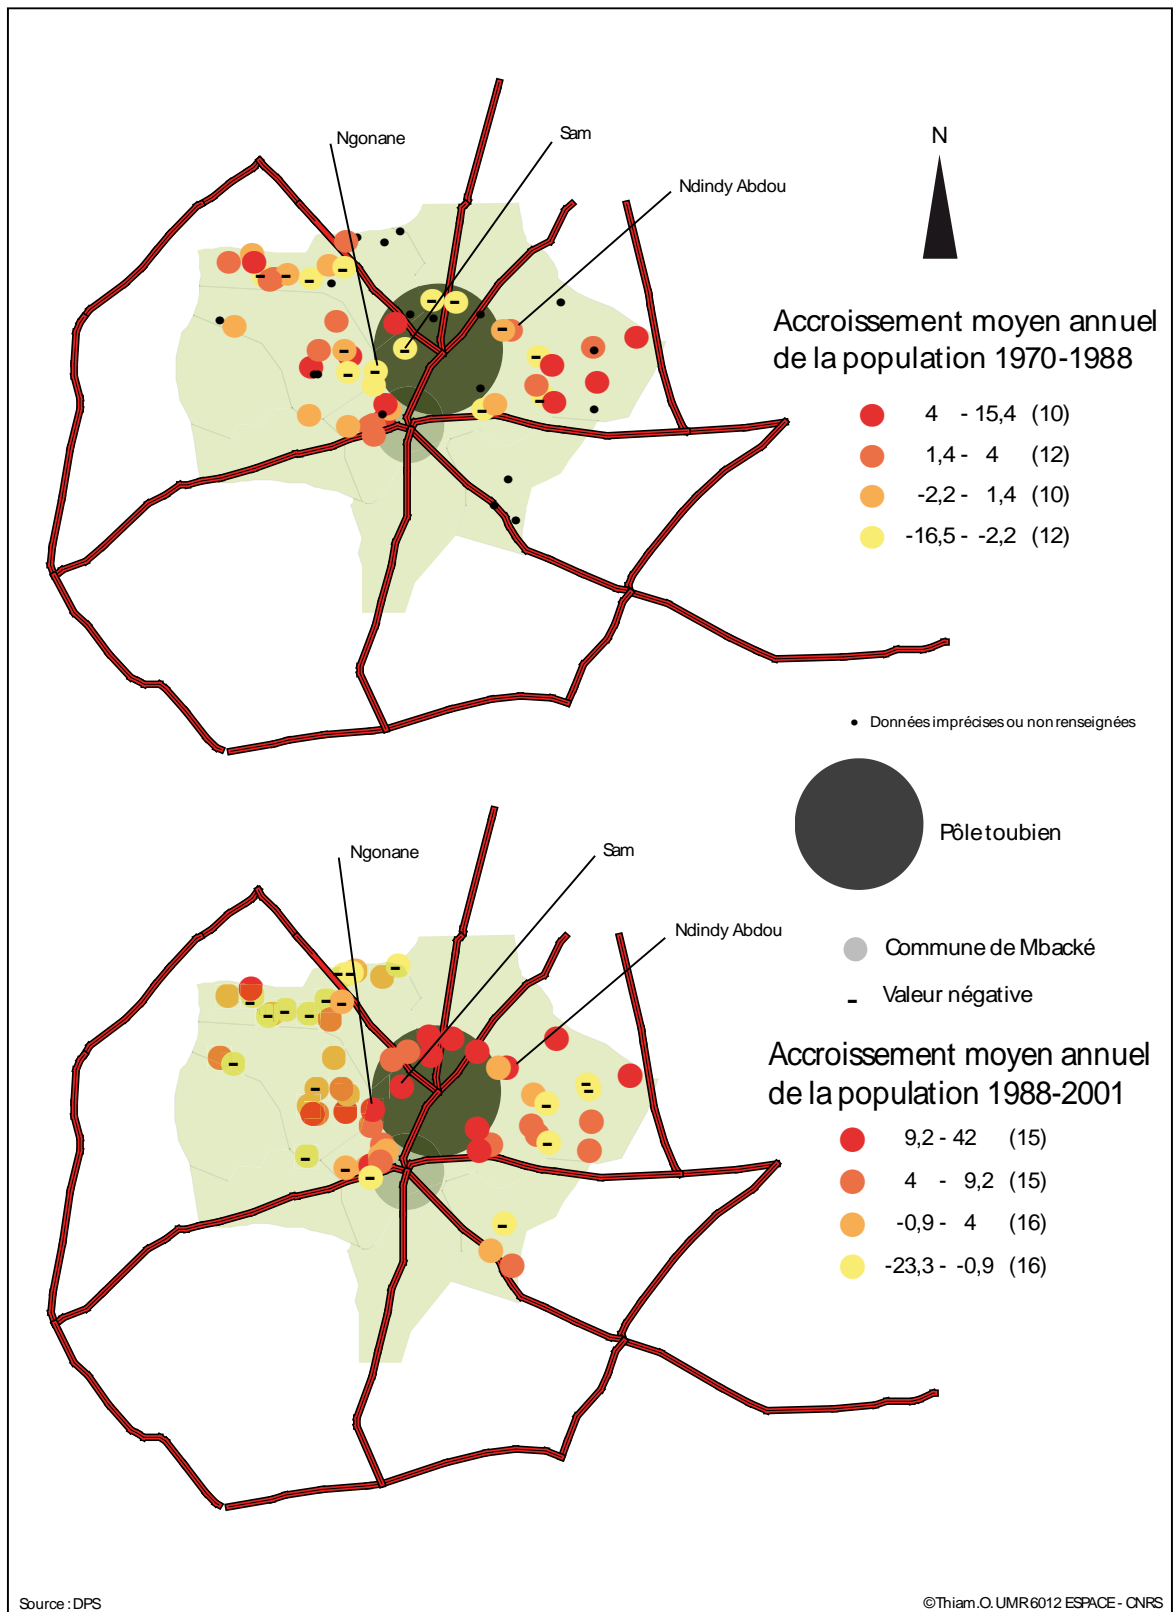 Ngonane
Sam
Ndindy Abdou
N
Accroissement moyen annuel
de la population 1970-1988
4 - 15,4 (10)
1,4 - 4 (12)
-2,2 - 1,4 (10)
-16,5 - -2,2 (12)
Données imprécises ou non renseignées
Pôle toubien
Ngonane
Sam
Ndindy Abdou
Commune de Mbacké
- Valeur négative
Accroissement moyen annuel
de la population 1988-2001
9,2 - 42 (15)
4 - 9,2 (15)
-0,9 - 4 (16)
-23,3 - -0,9 (16)
Source : DPS
©Thiam.O. UMR 6012 ESPACE - CNRS